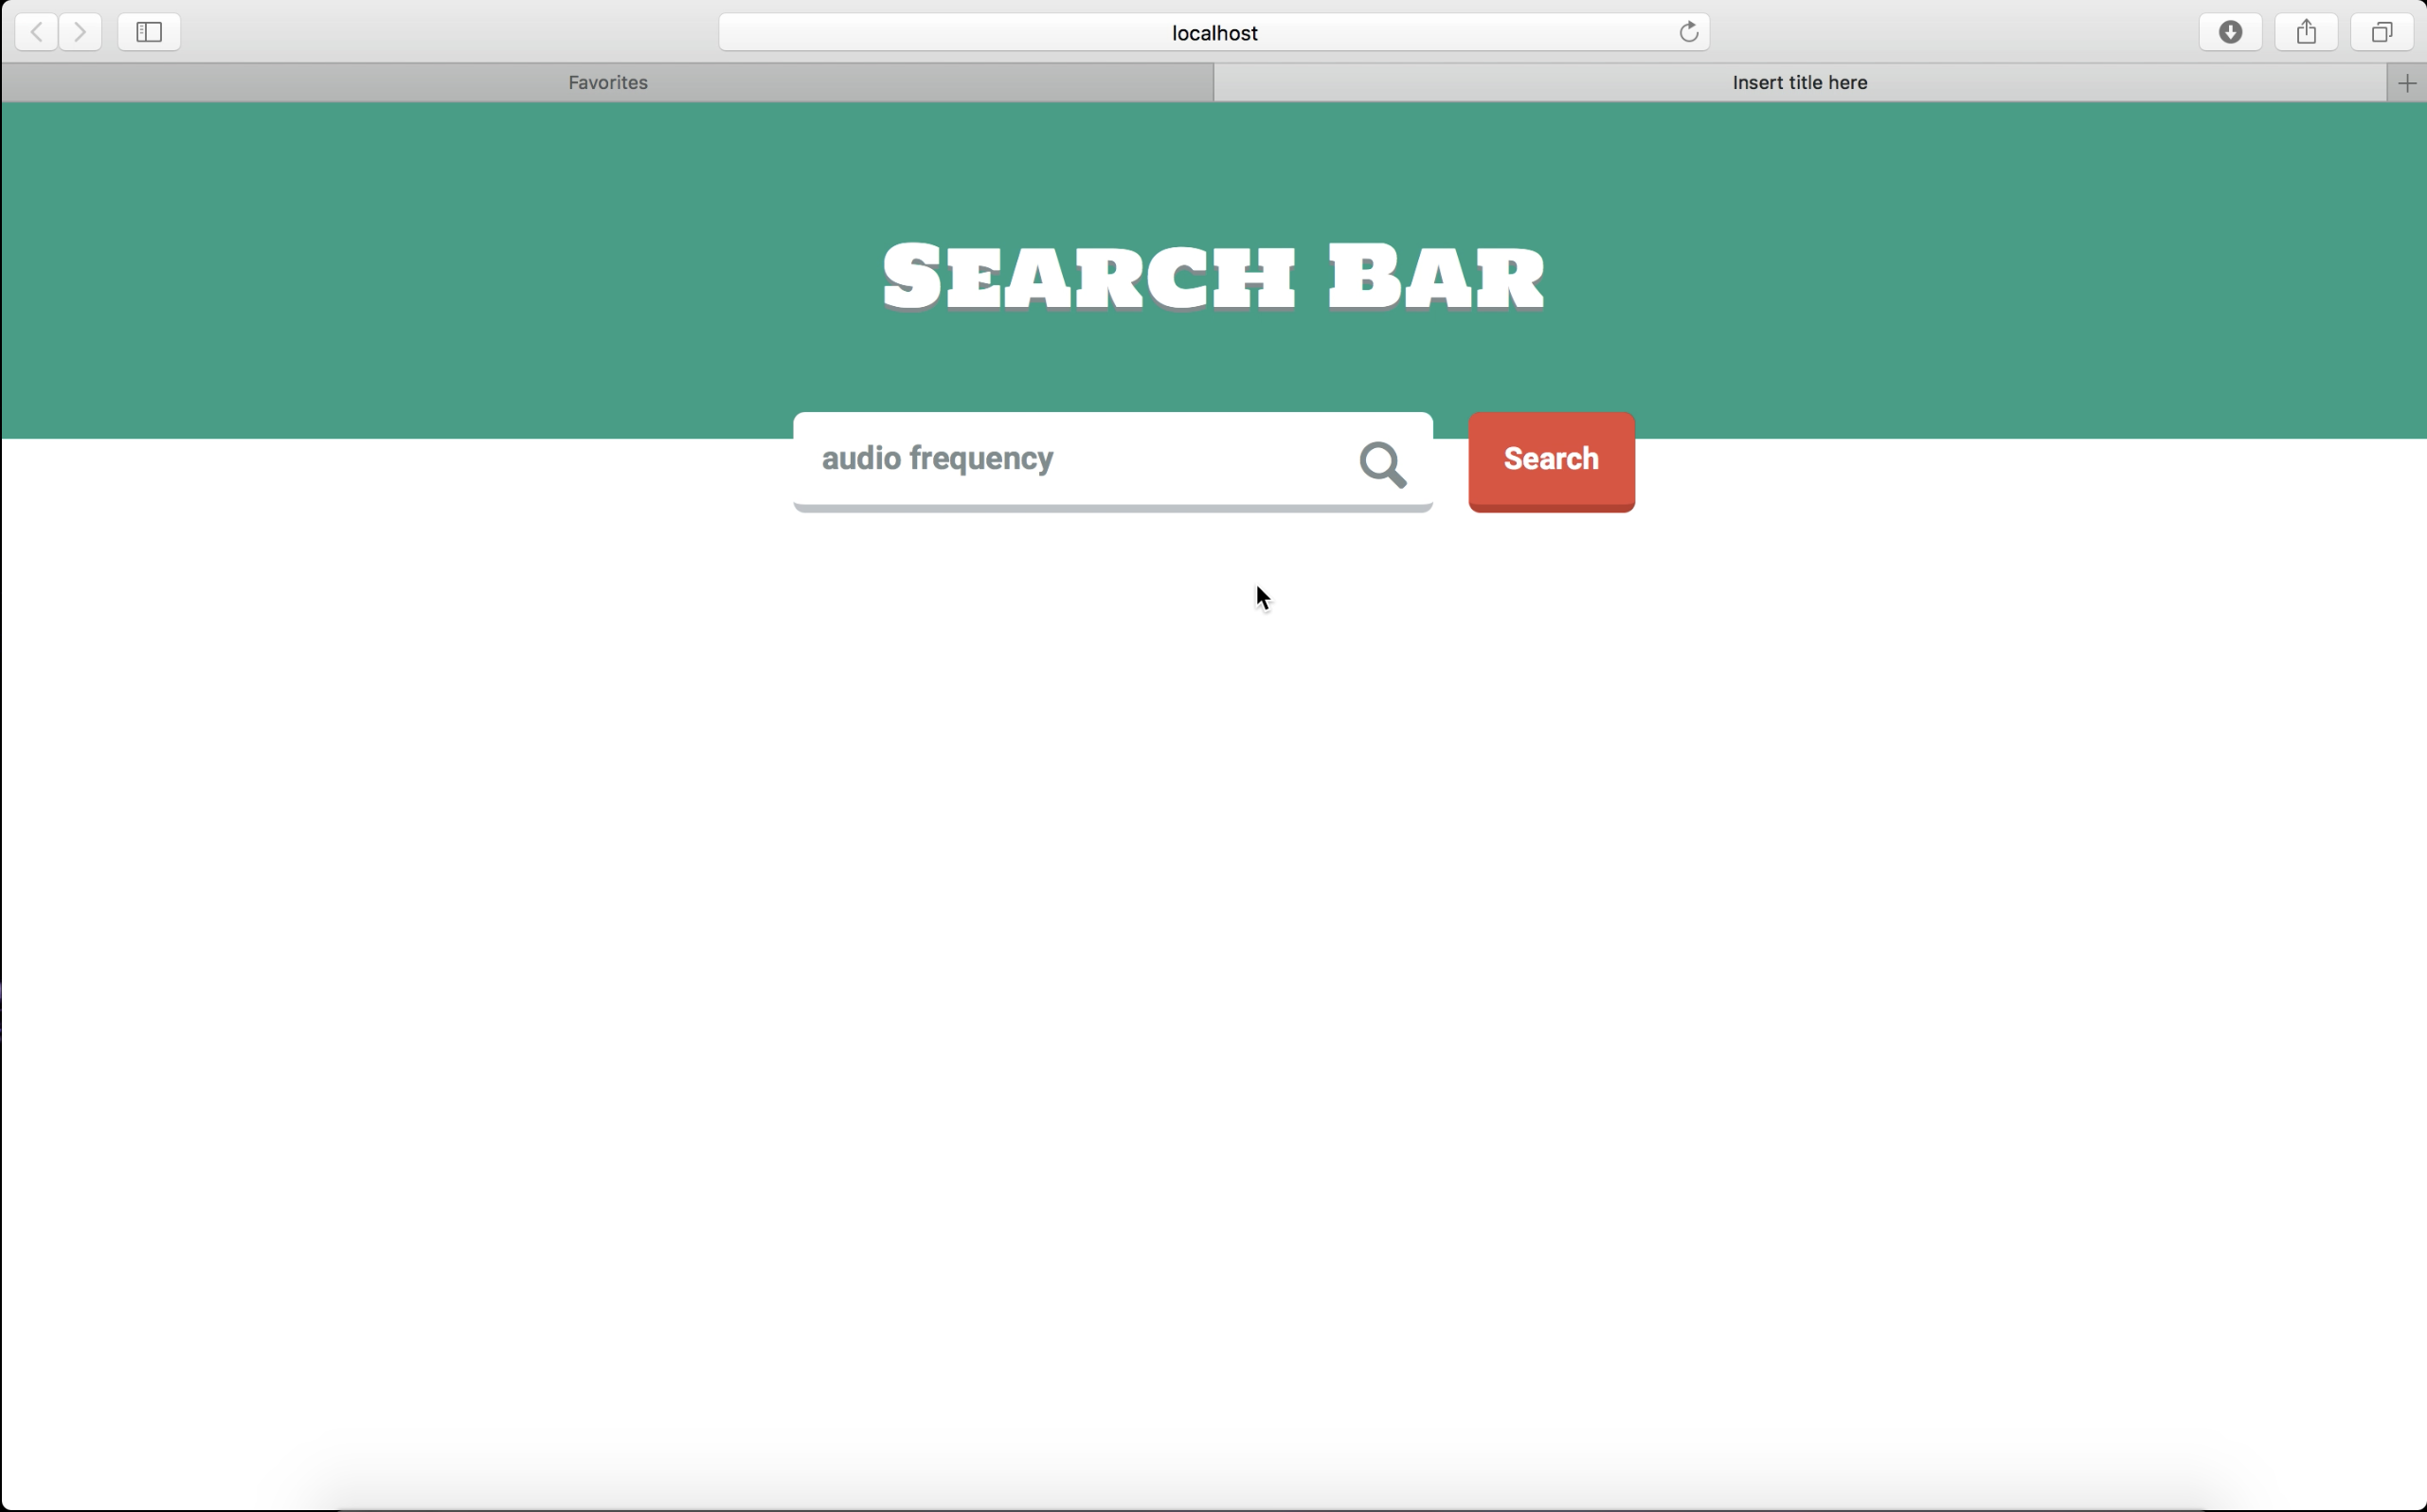 localhost
Favorites
Insert title here
Search Bar
audio frequency
Search